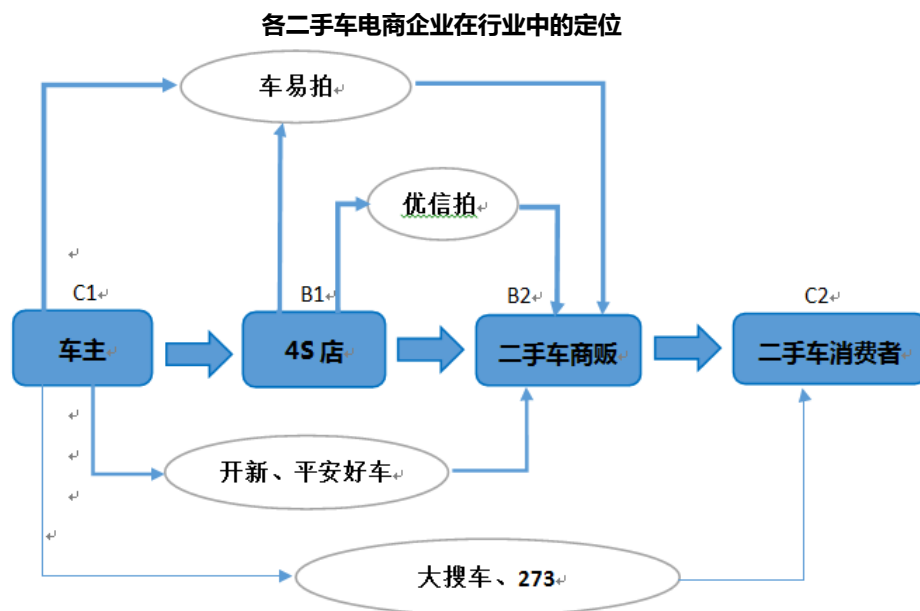 各二手车电商企业在行业中的定位
车易拍
优信拍
C1
B1
B2
C2
车主
4S 店
二手车商贩
二手车消费者
开新、平安好车
大搜车、273